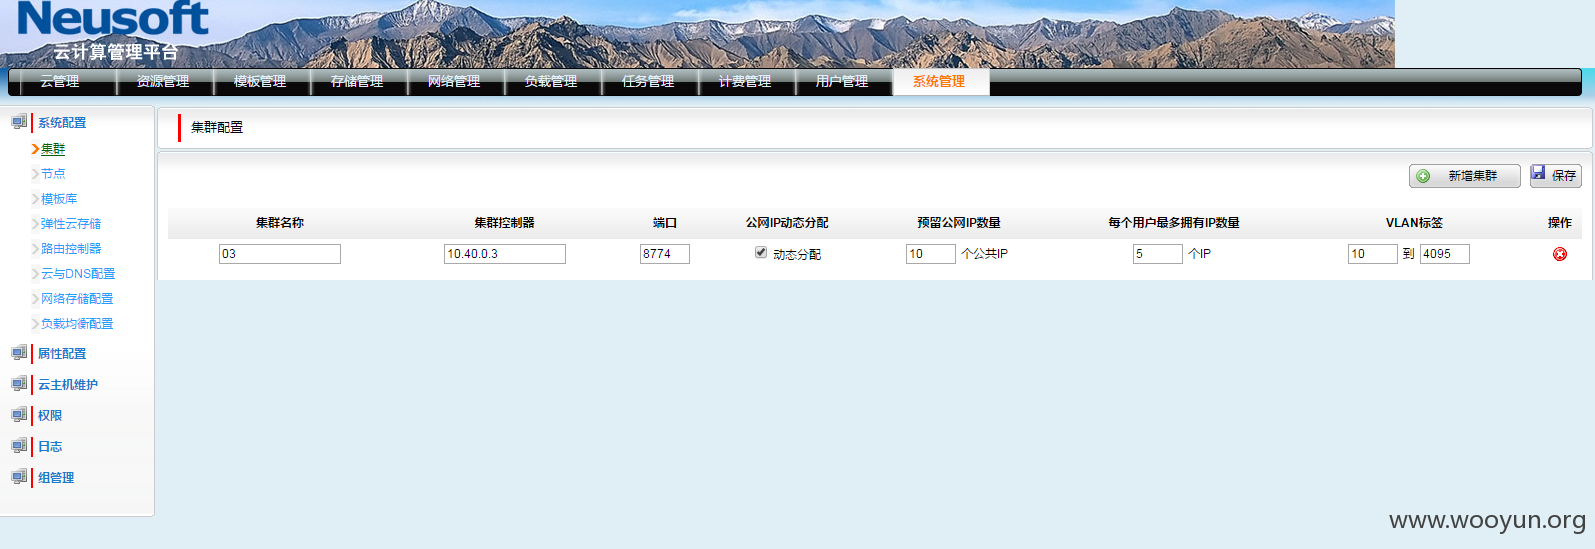 Neusoft
云计算管理平台
云管理 资源管理 模板管理 存储管理 网络管理 负载管理 任务管理 计费管理 用户管理 系统管理
系统配置
集群
节点
模板库
弹性云存储
路由控制器
云与DNS配置
网络存储配置
负载均衡配置
属性配置
云主机维护
权限
日志
组管理
集群配置
新增集群 保存
集群名称 集群控制器 端口 公网IP动态分配 预留公网IP数量 每个用户最多拥有IP数量 VLAN标签 操作
03 10.40.0.3 8774 动态分配 10 个公共IP 5 个IP 10 到 4095
www.wooyun.org